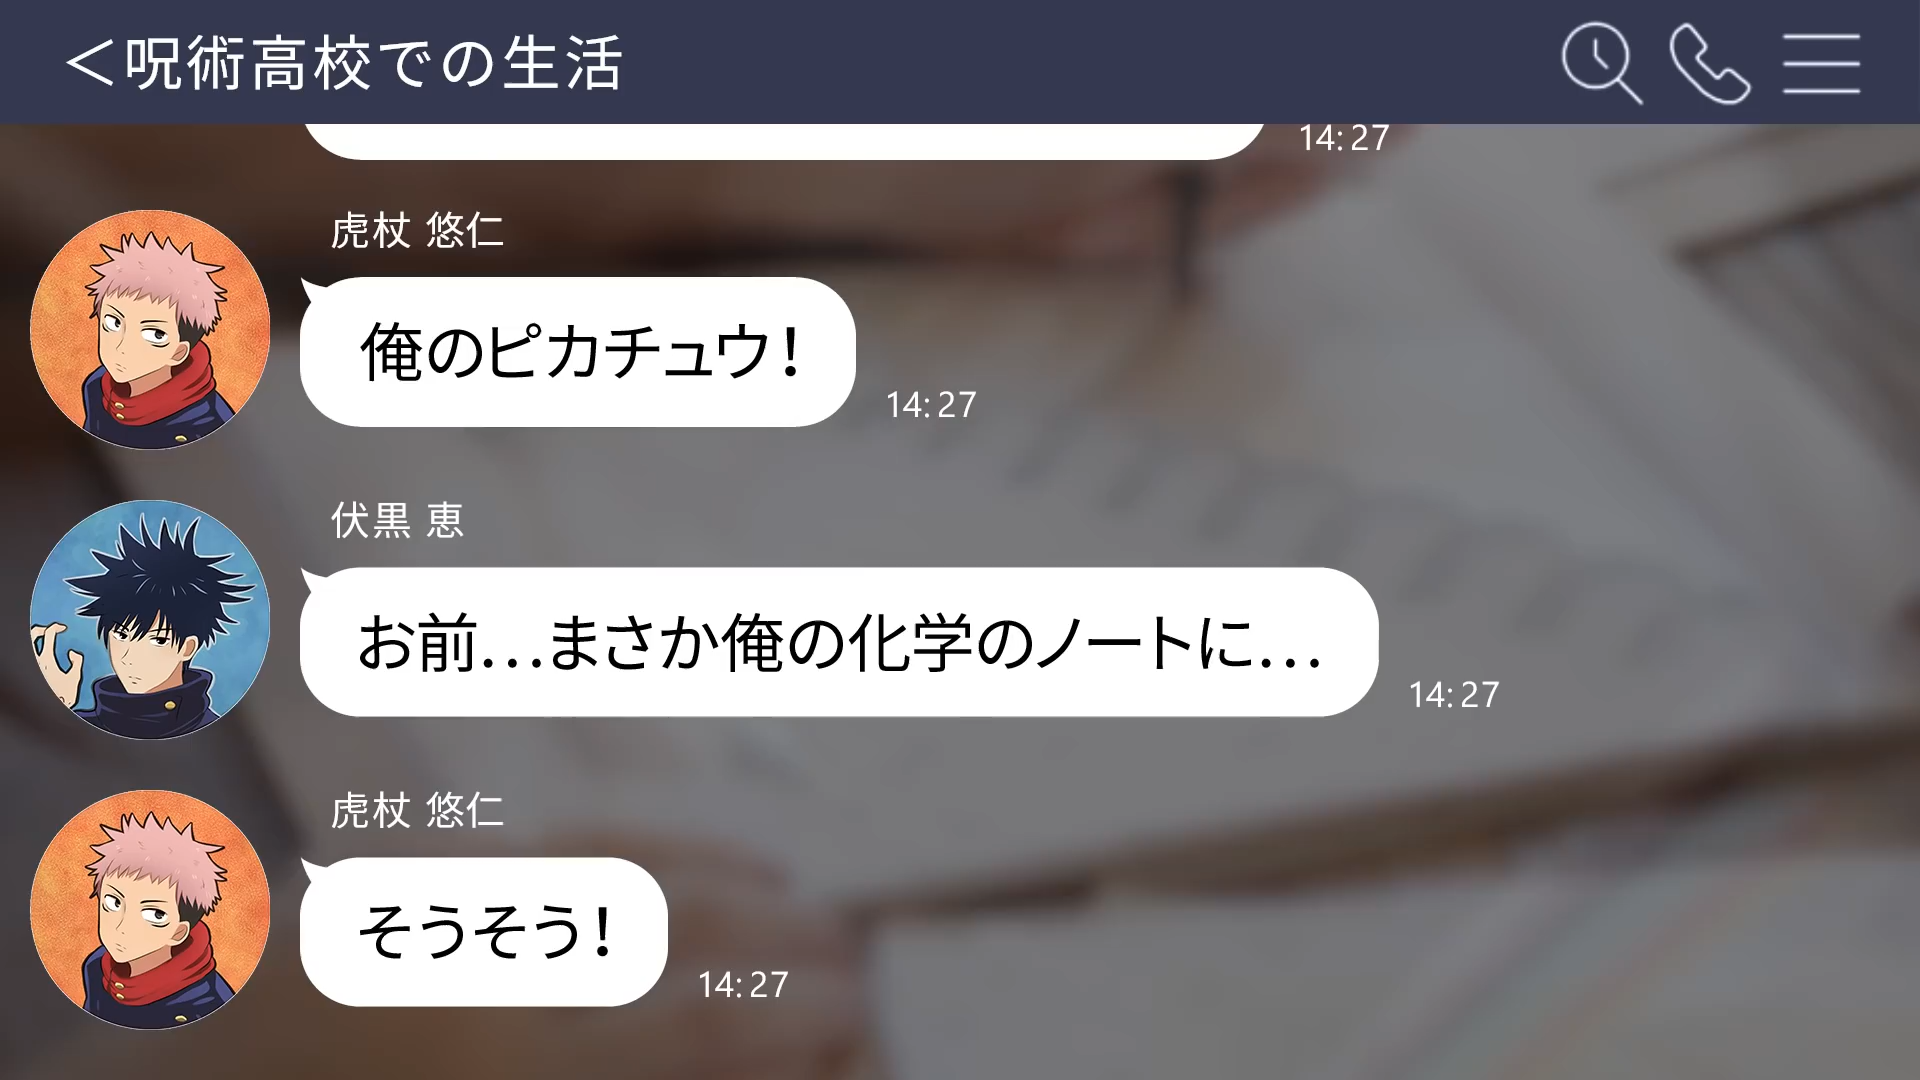 ＜呪術高校での生活
14:27
虎杖 悠仁
俺のピカチュウ！
14:27
伏黒 恵
お前…まさか俺の化学のノートに…
14:27
虎杖 悠仁
そうそう！
14:27